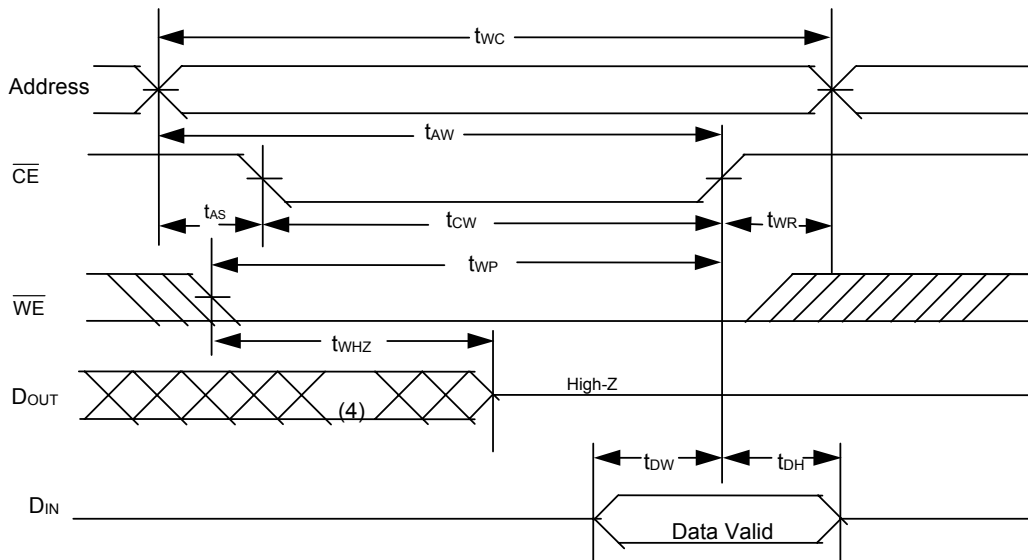 tWC
Address
tAW
CE
tAS
tCW
tWR
tWP
WE
tWHZ
DOUT
(4)
High-Z
tDW
tDH
DIN
Data Valid